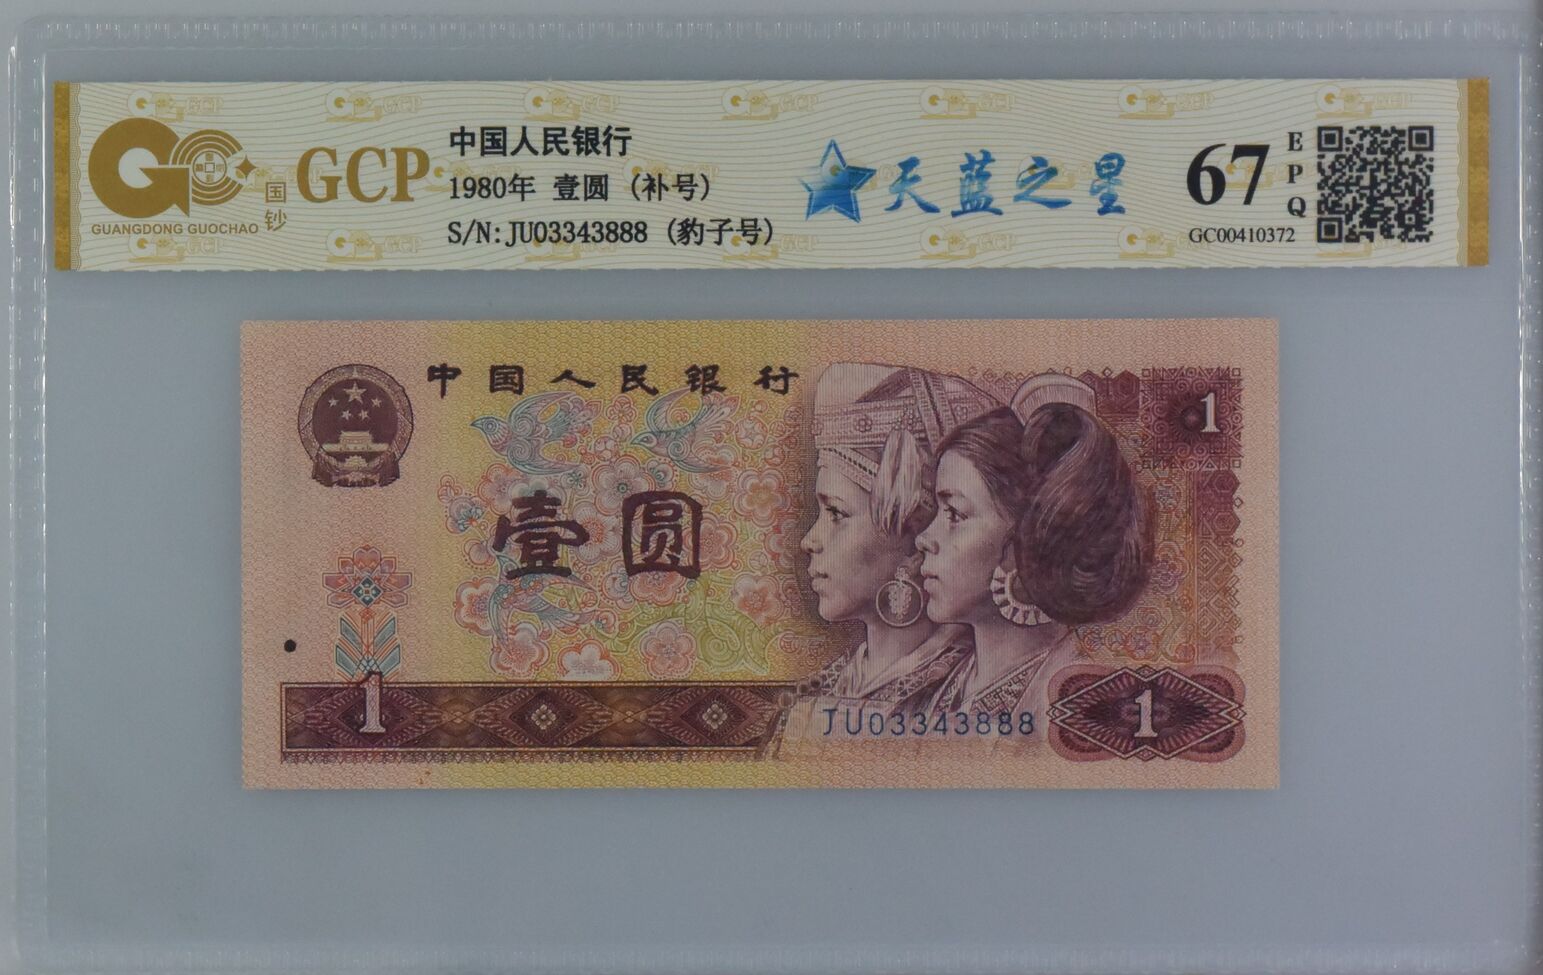 GCP
国钞
GUANGDONG GUOCHAO
中国人民银行
1980年 壹圆 (补号)
S/N: JU03343888 (豹子号)
天蓝之星
67
EPQ
GC00410372
中国人民银行
1
壹圆
1
JU03343888
1